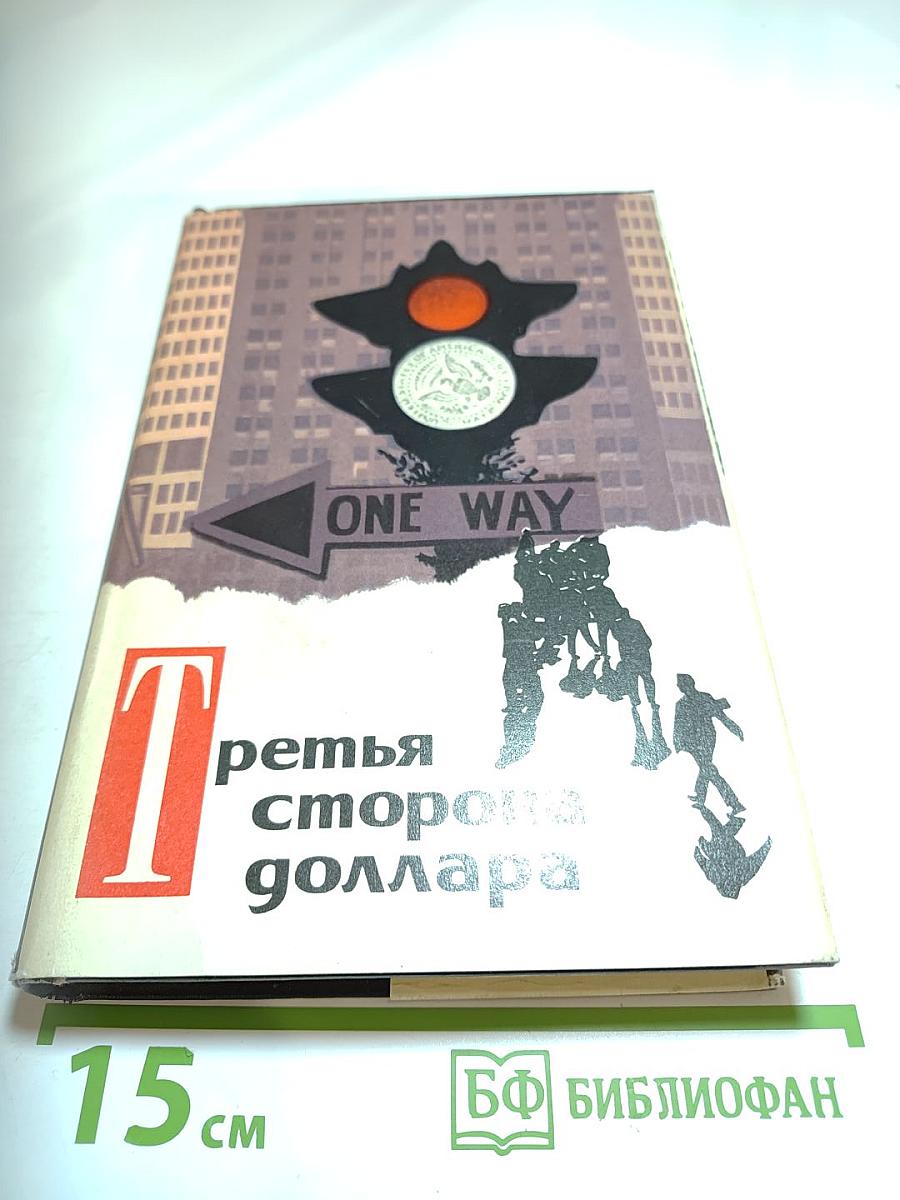 ONE WAY
Третья
сторона
доллара
15 см
БФ БИБЛИОФАН